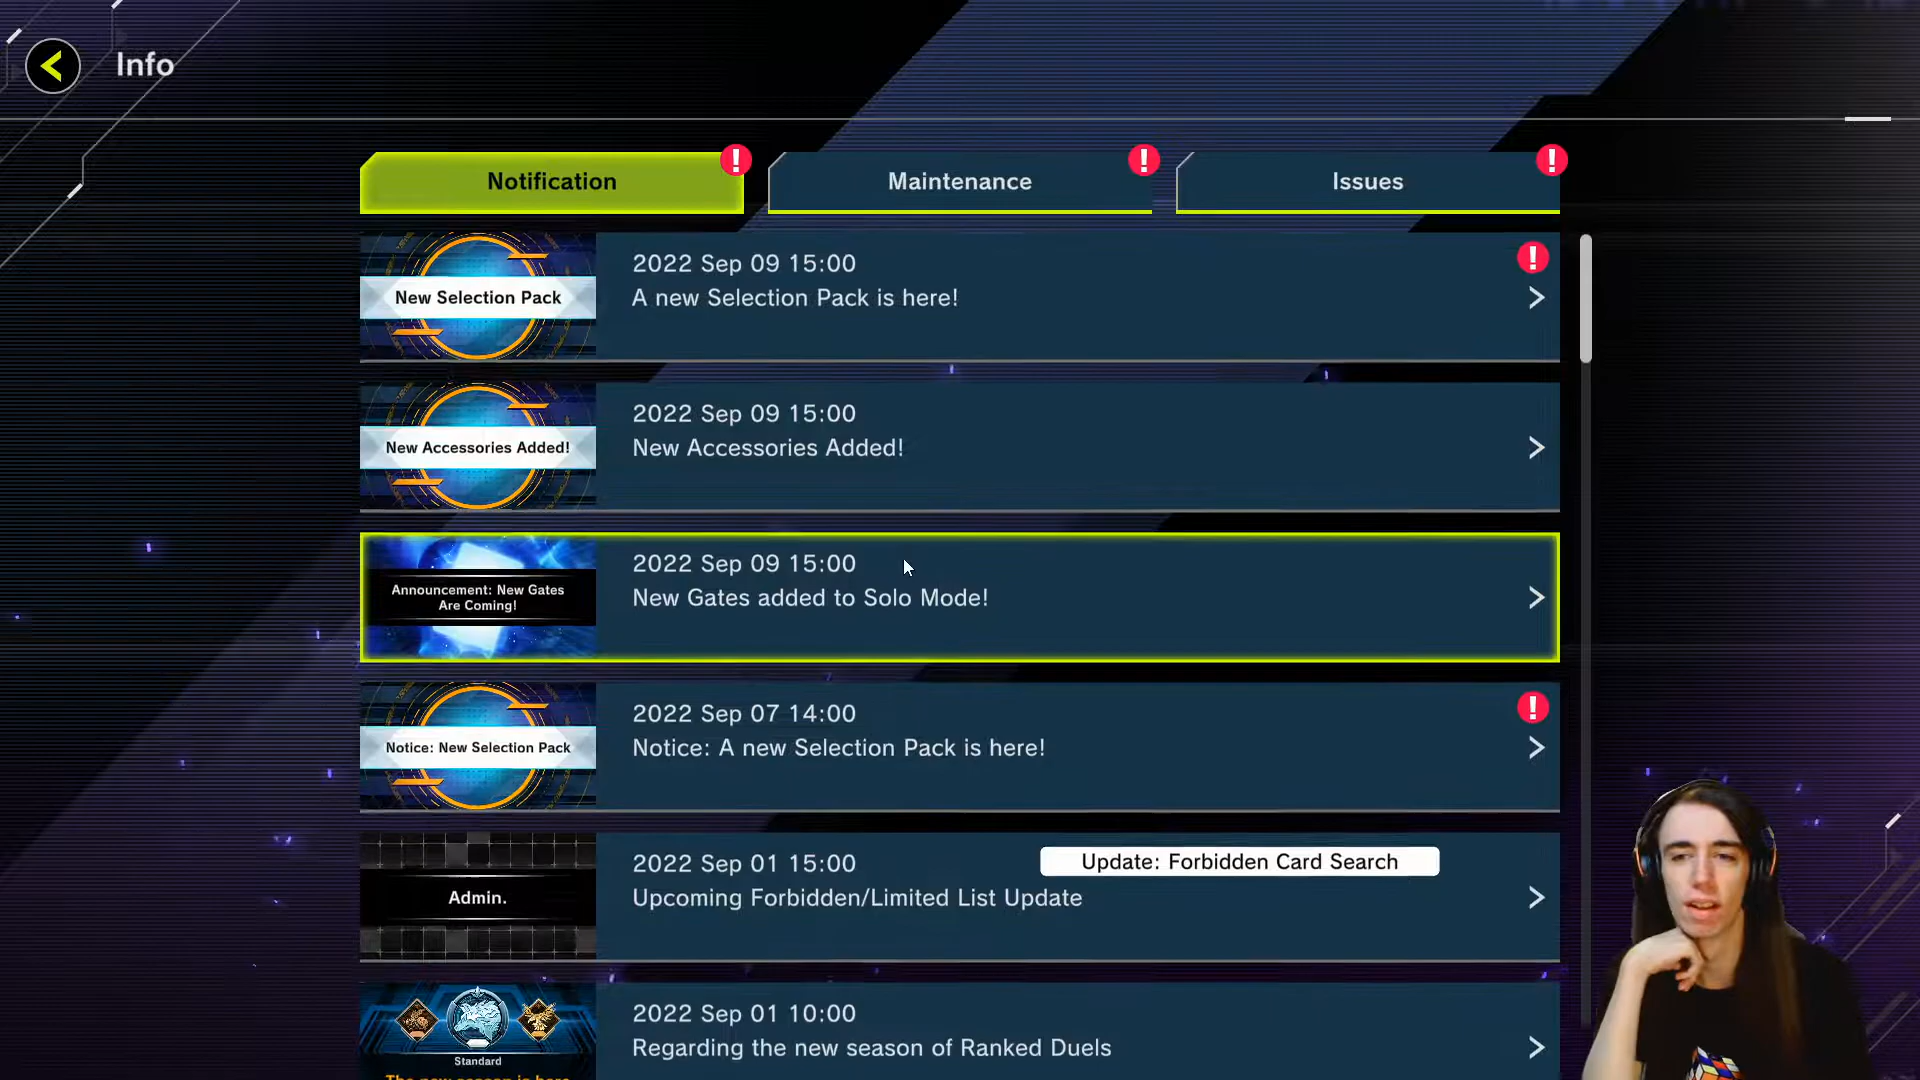 Info
Notification
Maintenance
Issues
New Selection Pack
2022 Sep 09 15:00
A new Selection Pack is here!
New Accessories Added!
2022 Sep 09 15:00
New Accessories Added!
Announcement: New Gates
Are Coming!
2022 Sep 09 15:00
New Gates added to Solo Mode!
Notice: New Selection Pack
2022 Sep 07 14:00
Notice: A new Selection Pack is here!
Admin.
2022 Sep 01 15:00
Update: Forbidden Card Search
Upcoming Forbidden/Limited List Update
Standard
2022 Sep 01 10:00
Regarding the new season of Ranked Duels